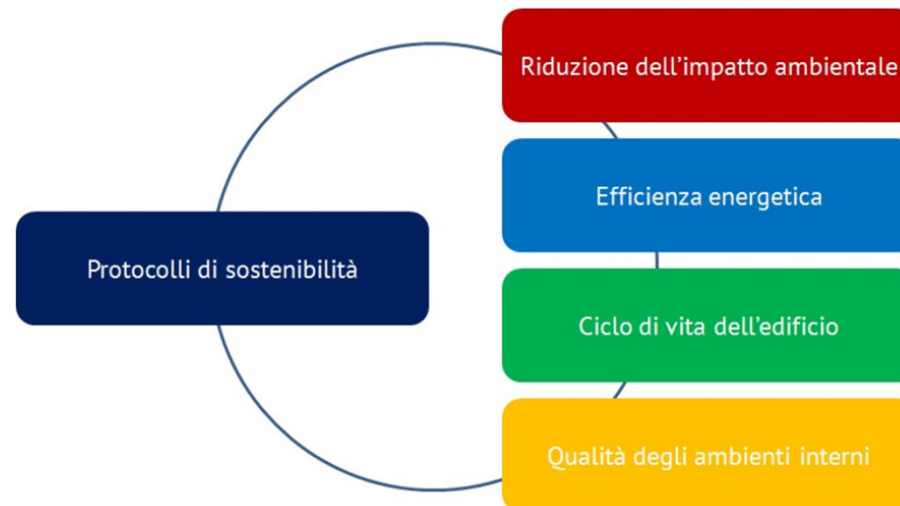 Riduzione dell'impatto ambientale
Efficienza energetica
Protocolli di sostenibilità
Ciclo di vita dell'edificio
Qualità degli ambienti interni